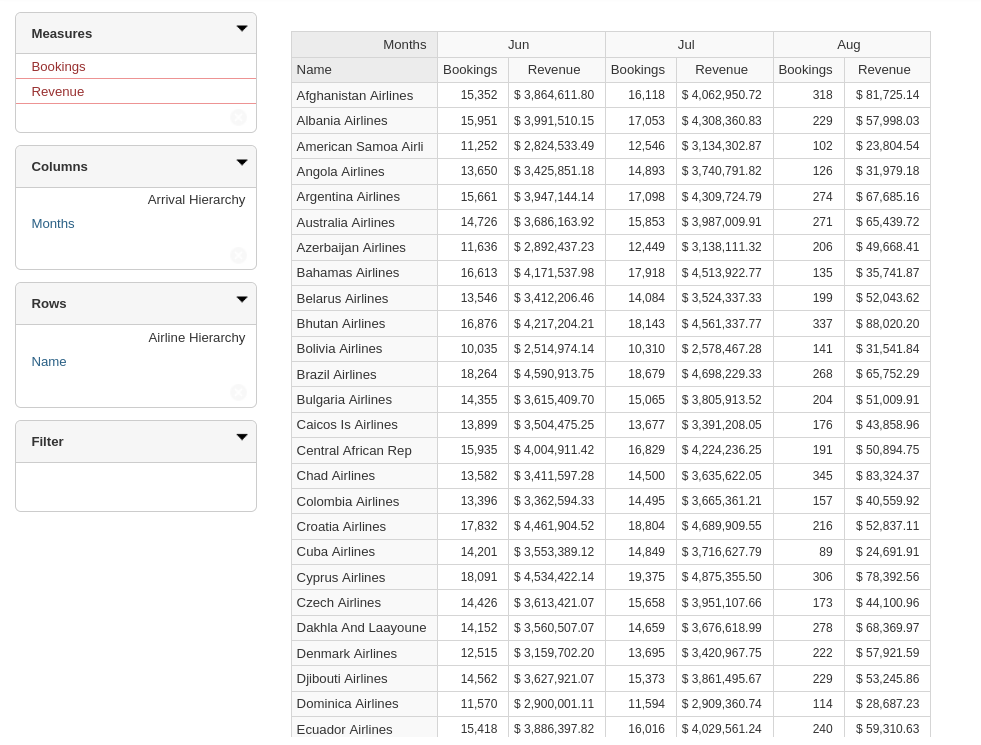 Measures
Bookings
Revenue
Columns
Arrival Hierarchy
Months
Rows
Airline Hierarchy
Name
Filter
Months Jun Jul Aug
Name Bookings Revenue Bookings Revenue Bookings Revenue
Afghanistan Airlines 15,352 $ 3,864,611.80 16,118 $ 4,062,950.72 318 $ 81,725.14
Albania Airlines 15,951 $ 3,991,510.15 17,053 $ 4,308,360.83 229 $ 57,998.03
American Samoa Airli 11,252 $ 2,824,533.49 12,546 $ 3,134,302.87 102 $ 23,804.54
Angola Airlines 13,650 $ 3,425,851.18 14,893 $ 3,740,791.82 126 $ 31,979.18
Argentina Airlines 15,661 $ 3,947,144.14 17,098 $ 4,309,724.79 274 $ 67,685.16
Australia Airlines 14,726 $ 3,686,163.92 15,853 $ 3,987,009.91 271 $ 65,439.72
Azerbaijan Airlines 11,636 $ 2,892,437.23 12,449 $ 3,138,111.32 206 $ 49,668.41
Bahamas Airlines 16,613 $ 4,171,537.98 17,918 $ 4,513,922.77 135 $ 35,741.87
Belarus Airlines 13,546 $ 3,412,206.46 14,084 $ 3,524,337.33 199 $ 52,043.62
Bhutan Airlines 16,876 $ 4,217,204.21 18,143 $ 4,561,337.77 337 $ 88,020.20
Bolivia Airlines 10,035 $ 2,514,974.14 10,310 $ 2,578,467.28 141 $ 31,541.84
Brazil Airlines 18,264 $ 4,590,913.75 18,679 $ 4,698,229.33 268 $ 65,752.29
Bulgaria Airlines 14,355 $ 3,615,409.70 15,065 $ 3,805,913.52 204 $ 51,009.91
Caicos Is Airlines 13,899 $ 3,504,475.25 13,677 $ 3,391,208.05 176 $ 43,858.96
Central African Rep 15,935 $ 4,004,911.42 16,829 $ 4,224,236.25 191 $ 50,894.75
Chad Airlines 13,582 $ 3,411,597.28 14,500 $ 3,635,622.05 345 $ 83,324.37
Colombia Airlines 13,396 $ 3,362,594.33 14,495 $ 3,665,361.21 157 $ 40,559.92
Croatia Airlines 17,832 $ 4,461,904.52 18,804 $ 4,689,909.55 216 $ 52,837.11
Cuba Airlines 14,201 $ 3,553,389.12 14,849 $ 3,716,627.79 89 $ 24,691.91
Cyprus Airlines 18,091 $ 4,534,422.14 19,375 $ 4,875,355.50 306 $ 78,392.56
Czech Airlines 14,426 $ 3,613,421.07 15,658 $ 3,951,107.66 173 $ 44,100.96
Dakhla And Laayoune 14,152 $ 3,560,507.07 14,659 $ 3,676,618.99 278 $ 68,369.97
Denmark Airlines 12,515 $ 3,159,702.20 13,695 $ 3,420,967.75 222 $ 57,921.59
Djibouti Airlines 14,562 $ 3,627,921.07 15,373 $ 3,861,495.67 229 $ 53,245.86
Dominica Airlines 11,570 $ 2,900,001.11 11,594 $ 2,909,360.74 114 $ 28,687.23
Ecuador Airlines 15,418 $ 3,886,397.82 16,016 $ 4,029,561.24 240 $ 59,310.63